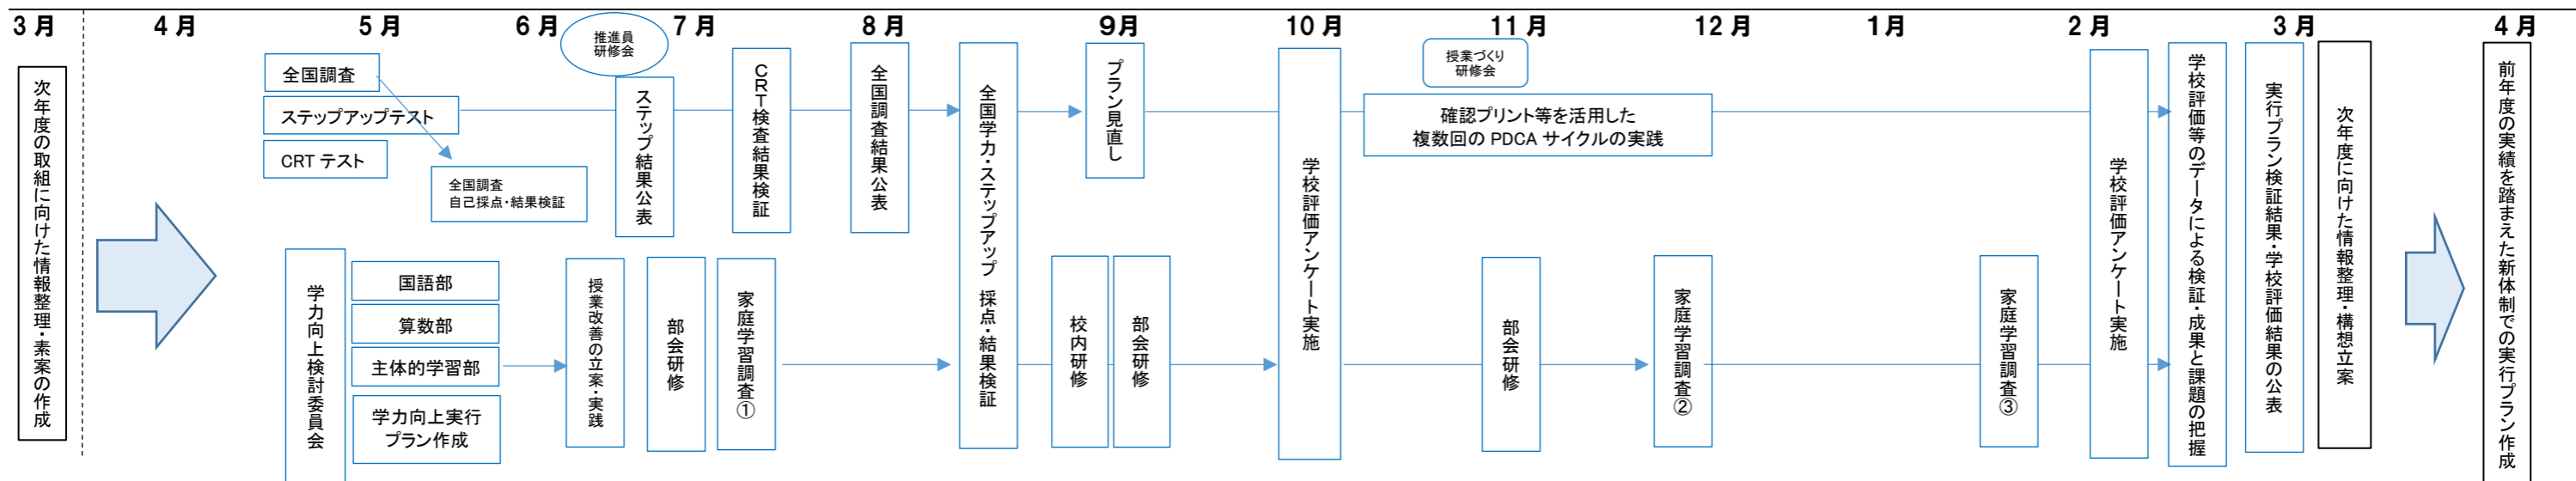 3月
4月
5月
6月
7月
8月
9月
10月
11月
12月
1月
2月
3月
4月
次年度の取組に向けた情報整理・素案の作成
全国調査
ステップアップテスト
CRT テスト
全国調査
自己採点・結果検証
推進員
研修会
ステップ結果公表
CRT検査結果検証
全国調査結果公表
全国学力・ステップアップ 採点・結果検証
プラン見直し
学校評価アンケート実施
授業づくり
研修会
確認プリント等を活用した
複数回の PDCA サイクルの実践
学校評価アンケート実施
学校評価等のデータによる検証・成果と課題の把握
実行プラン検証結果・学校評価結果の公表
次年度に向けた情報整理・構想立案
前年度の実績を踏まえた新体制での実行プラン作成
学力向上検討委員会
国語部
算数部
主体的学習部
学力向上実行
プラン作成
授業改善の立案・実践
部会研修
家庭学習調査①
校内研修
部会研修
部会研修
家庭学習調査②
家庭学習調査③